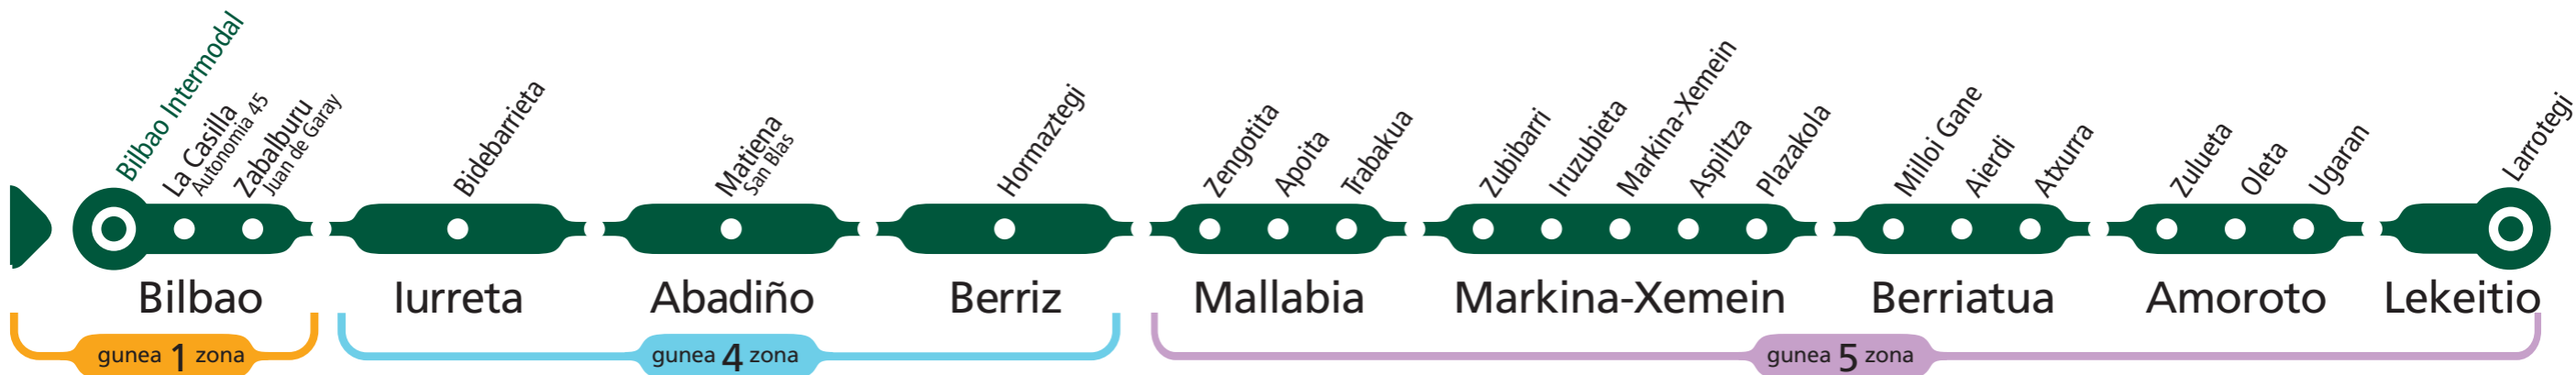 Bilbao Intermodal
La Casilla
Autonomia 45
Zabalburu
Juan de Garay
Bidebarrieta
Matiena
San Blas
Hormaztegi
Zengotita
Apoita
Trabakua
Zubibarri
Iruzubieta
Markina-Xemein
Aspiltza
Plazakola
Milloi Gane
Aierdi
Atxurra
Zulueta
Oleta
Ugaran
Larrotegi
Bilbao
Iurreta
Abadiño
Berriz
Mallabia
Markina-Xemein
Berriatua
Amoroto
Lekeitio
gunea 1 zona
gunea 4 zona
gunea 5 zona